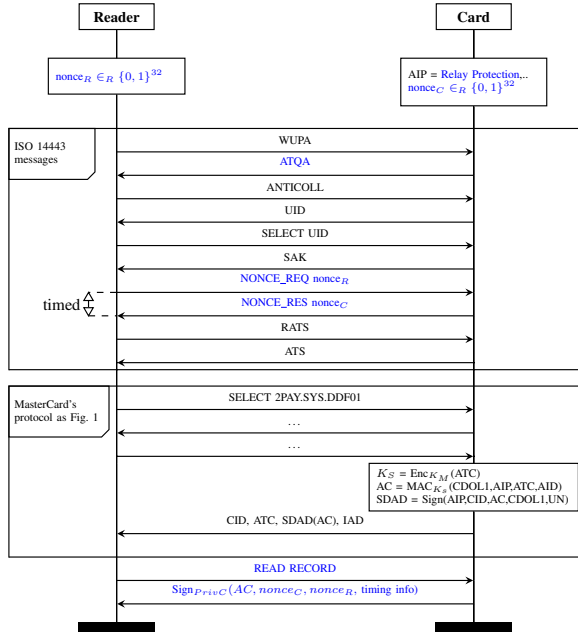 Reader
Card
nonce_R ∈_R {0, 1}^32
AIP = Relay Protection,..
nonce_C ∈_R {0, 1}^32
ISO 14443
messages
WUPA
ATQA
ANTICOLL
UID
SELECT UID
SAK
NONCE_REQ nonce_R
timed
NONCE_RES nonce_C
RATS
ATS
MasterCard's
protocol as Fig. 1
SELECT 2PAY.SYS.DDF01
...
...
K_S = Enc_{K_M}(ATC)
AC = MAC_{K_s}(CDOL1,AIP,ATC,AID)
SDAD = Sign(AIP,CID,AC,CDOL1,UN)
CID, ATC, SDAD(AC), IAD
READ RECORD
Sign_{PrivC}(AC, nonce_C, nonce_R, timing info)